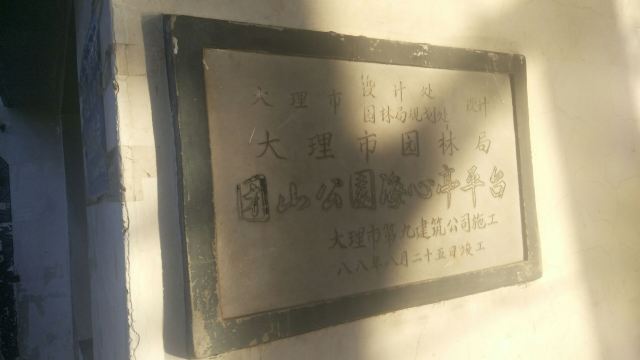 大理市 设计处 园林局规划处 设计
大理市园林局
团山公园海心亭平台
大理市第九建筑公司施工
八八年八月二十五日竣工